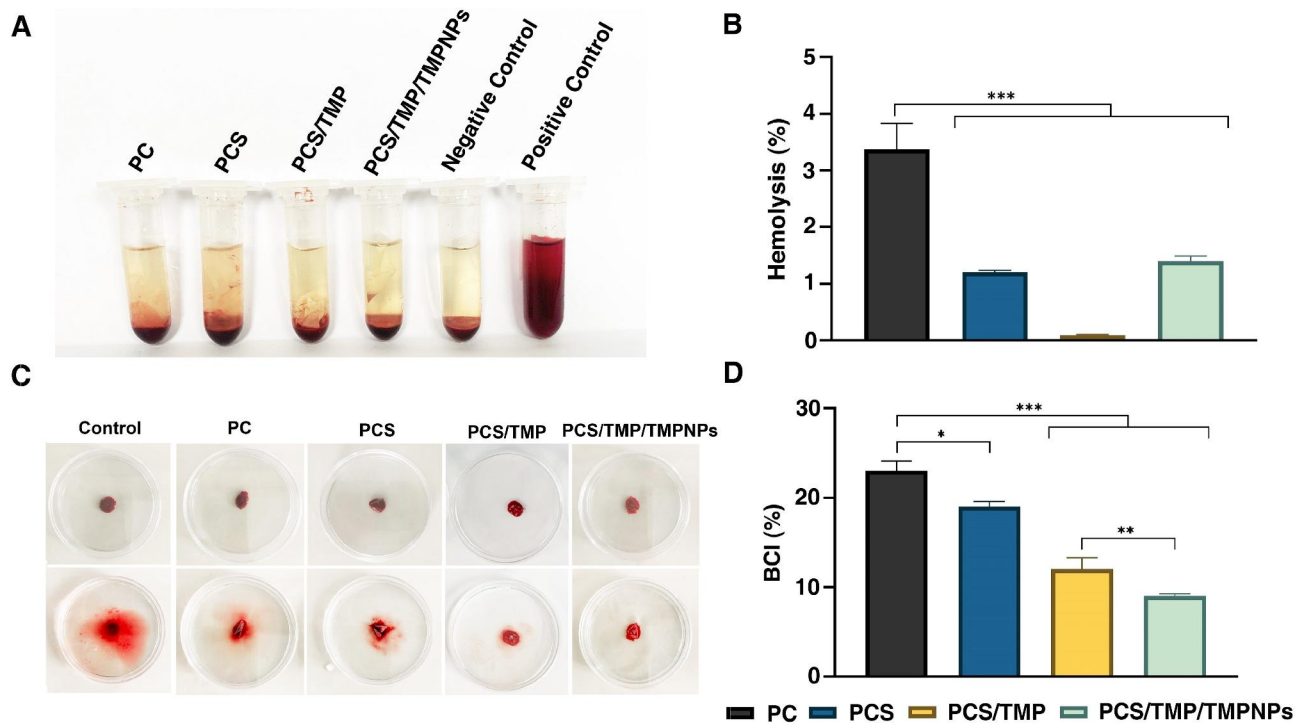 A
PC
PCS
PCS/TMP
PCS/TMP/TMPNPs
Negative Control
Positive Control
B
Hemolysis (%)
5
4
3
2
1
0
***
C
Control
PC
PCS
PCS/TMP
PCS/TMP/TMPNPs
D
BCI (%)
30
20
10
0
***
*
**
PC
PCS
PCS/TMP
PCS/TMP/TMPNPs